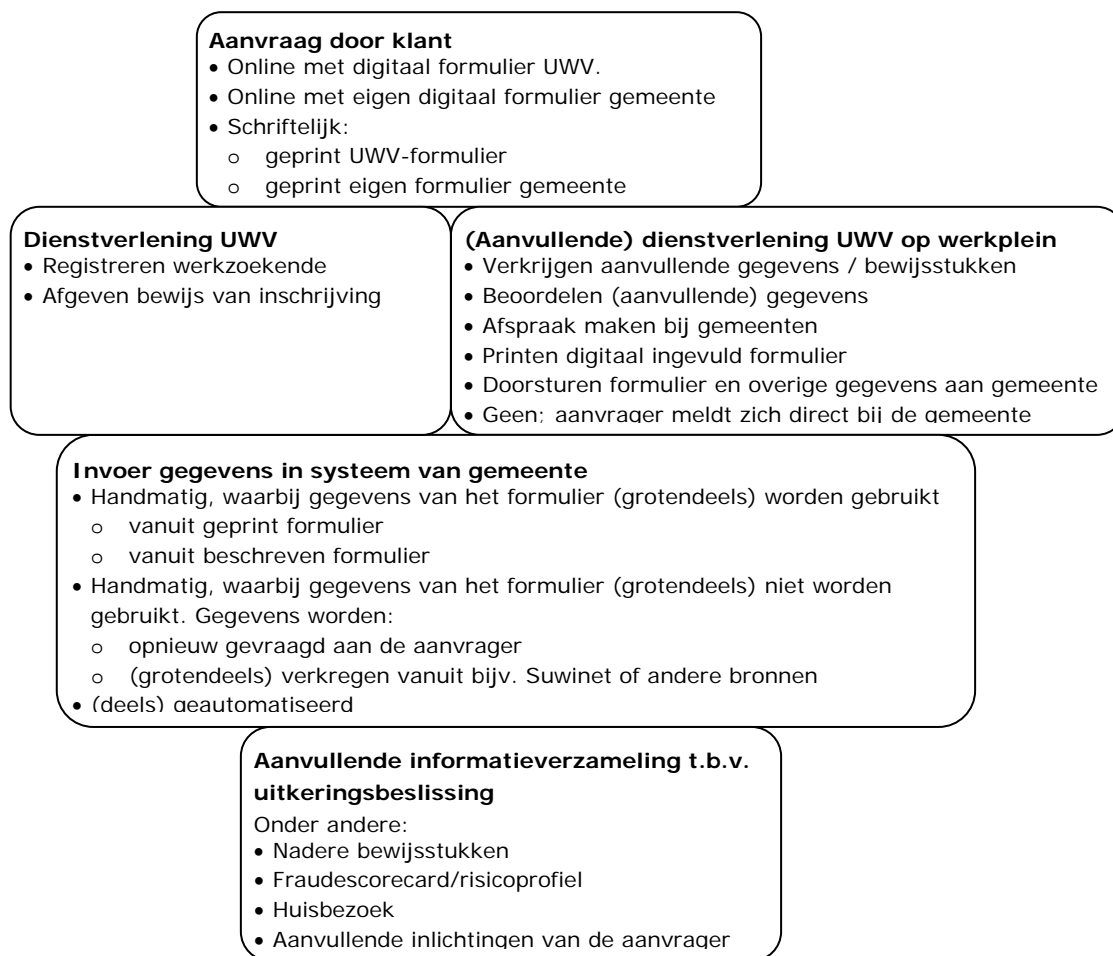 Aanvraag door klant
• Online met digitaal formulier UWV.
• Online met eigen digitaal formulier gemeente
• Schriftelijk:
o geprint UWV-formulier
o geprint eigen formulier gemeente
Dienstverlening UWV
• Registreren werkzoekende
• Afgeven bewijs van inschrijving
(Aanvullende) dienstverlening UWV op werkplein
• Verkrijgen aanvullende gegevens / bewijsstukken
• Beoordelen (aanvullende) gegevens
• Afspraak maken bij gemeenten
• Printen digitaal ingevuld formulier
• Doorsturen formulier en overige gegevens aan gemeente
• Geen; aanvrager meldt zich direct bij de gemeente
Invoer gegevens in systeem van gemeente
• Handmatig, waarbij gegevens van het formulier (grotendeels) worden gebruikt
o vanuit geprint formulier
o vanuit beschreven formulier
• Handmatig, waarbij gegevens van het formulier (grotendeels) niet worden
gebruikt. Gegevens worden:
o opnieuw gevraagd aan de aanvrager
o (grotendeels) verkregen vanuit bijv. Suwinet of andere bronnen
• (deels) geautomatiseerd
Aanvullende informatieverzameling t.b.v.
uitkeringsbeslissing
Onder andere:
• Nadere bewijsstukken
• Fraudescorecard/risicoprofiel
• Huisbezoek
• Aanvullende inlichtingen van de aanvrager